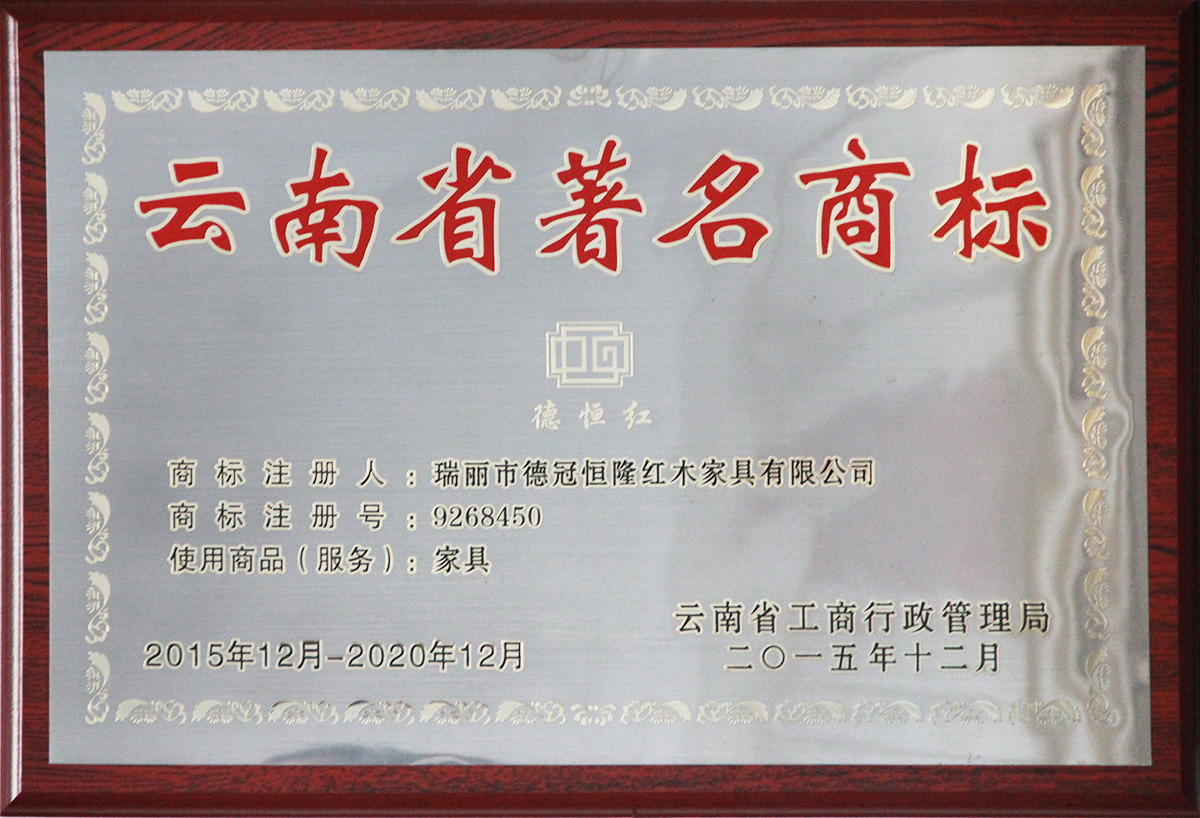 云南省著名商标
德恒红
商标注册人：瑞丽市德冠恒隆红木家具有限公司
商标注册号：9268450
使用商品（服务）：家具
云南省工商行政管理局
2015年12月-2020年12月
二〇一五年十二月